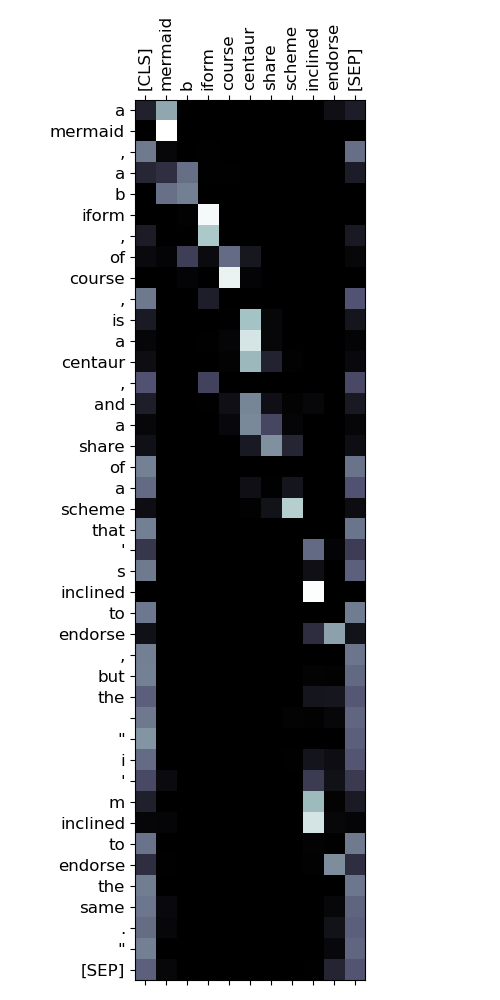 [CLS]
mermaid
b
iform
course
centaur
share
scheme
inclined
endorse
[SEP]
a
mermaid
,
a
b
iform
,
of
course
,
is
a
centaur
,
and
a
share
of
a
scheme
that
'
s
inclined
to
endorse
,
but
the
"
i
'
m
inclined
to
endorse
the
same
.
"
[SEP]